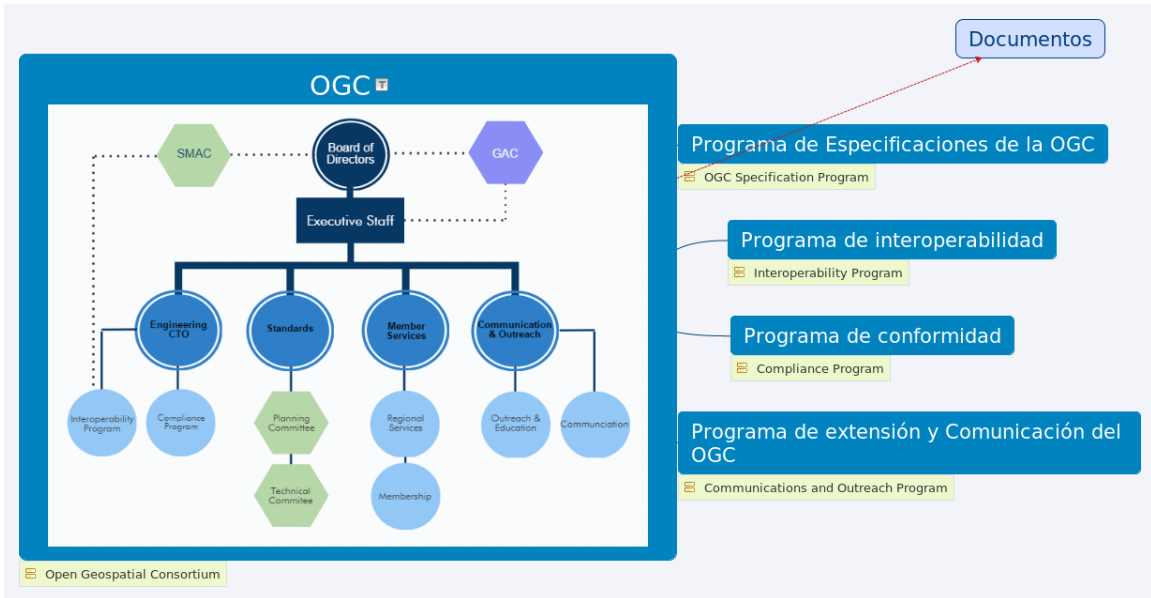 Documentos
OGC
SMAC
Board of
Directors
GAC
Executive Staff
Engineering
CTO
Standards
Member
Services
Communication
& Outreach
Interoperability
Program
Compliance
Program
Planning
Committee
Regional
Services
Outreach &
Education
Communciation
Technical
Commitee
Membership
Open Geospatial Consortium
Programa de Especificaciones de la OGC
OGC Specification Program
Programa de interoperabilidad
Interoperability Program
Programa de conformidad
Compliance Program
Programa de extensión y Comunicación del
OGC
Communications and Outreach Program